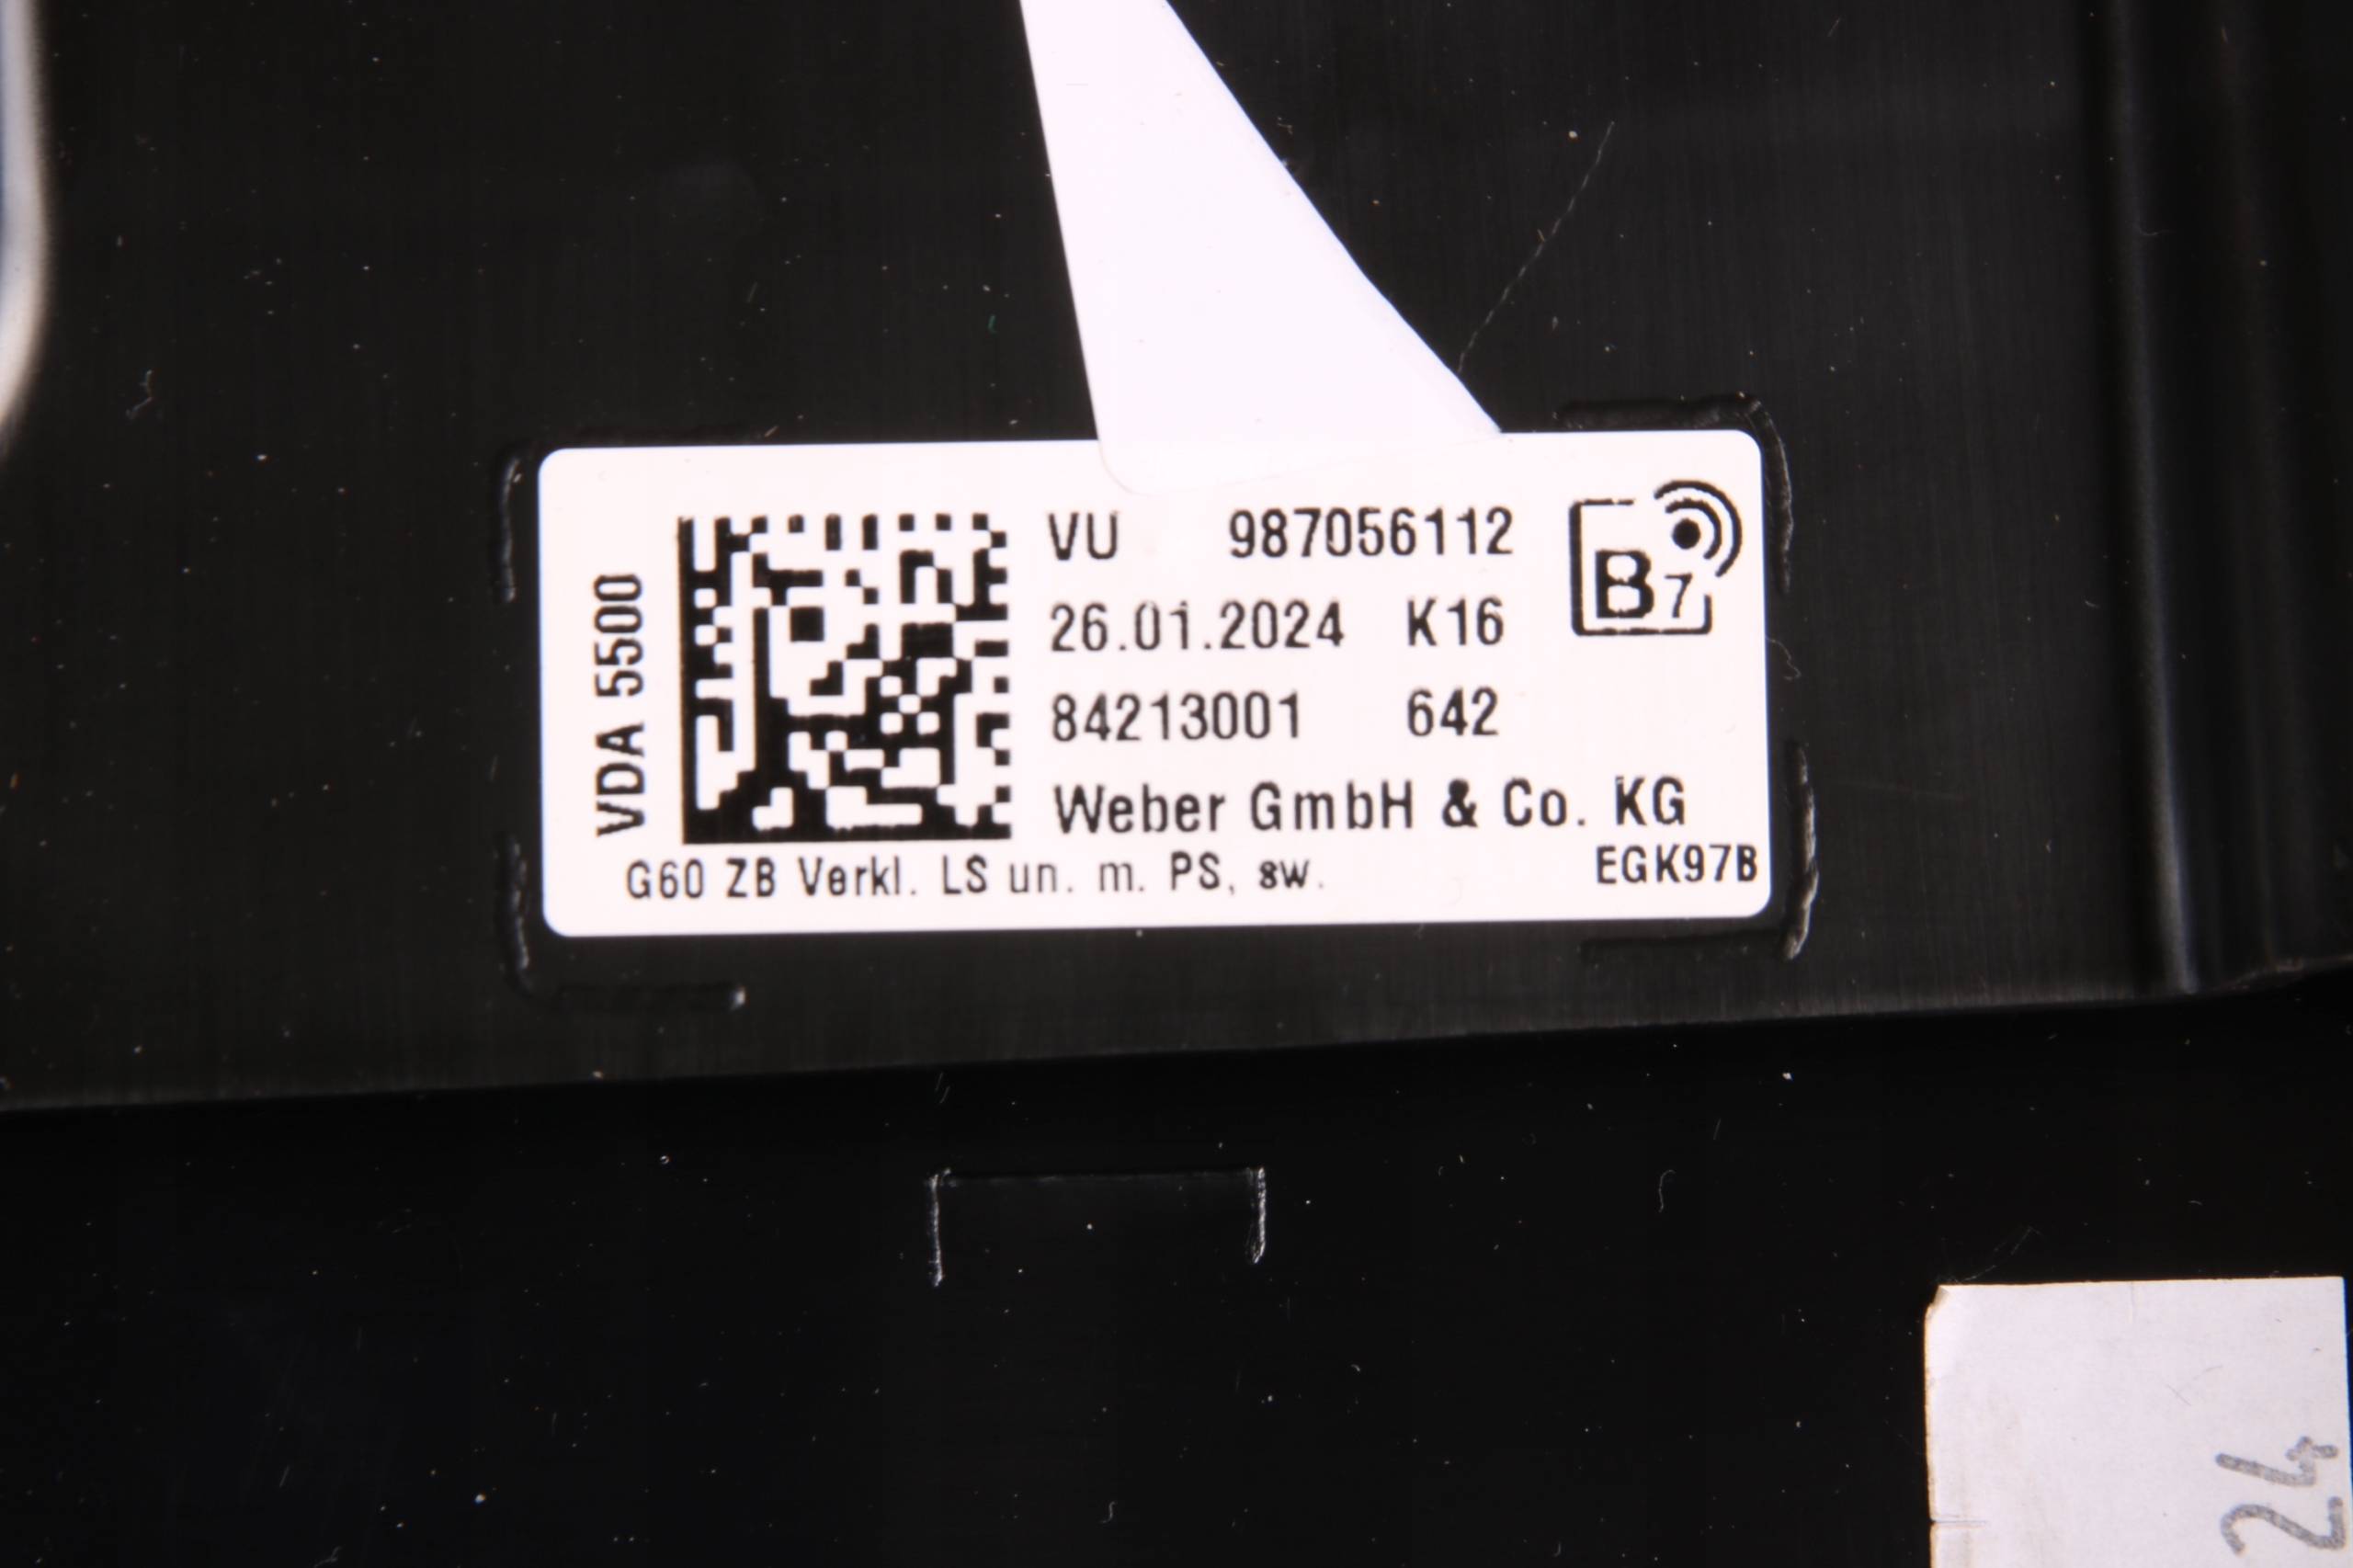 VDA 5500
VU 987056112
26.01.2024 K16
84213001 642
Weber GmbH & Co. KG
G60 ZB Verkl. LS un. m. PS, sw. EGK97B
B7
24